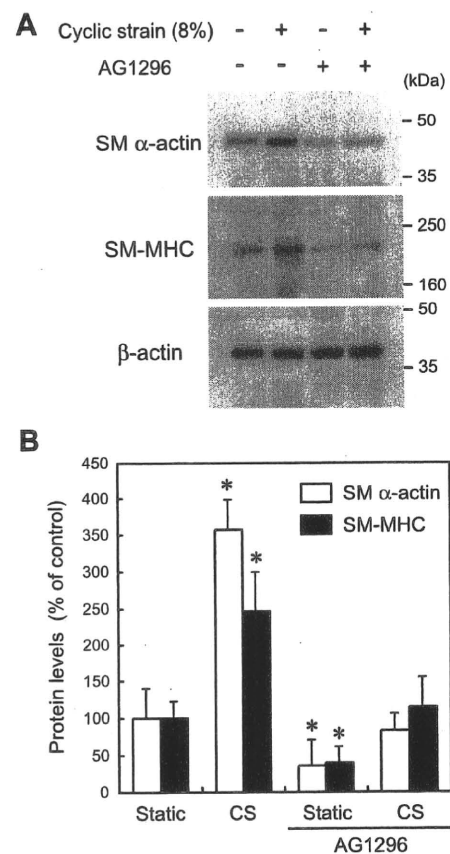 A
Cyclic strain (8%) - + - +
AG1296 - - + +
(kDa)
SM α-actin
50
35
SM-MHC
250
160
β-actin
50
35
B
Protein levels (% of control)
450
400
350
300
250
200
150
100
50
0
* * * *
SM α-actin
SM-MHC
Static CS Static CS
AG1296